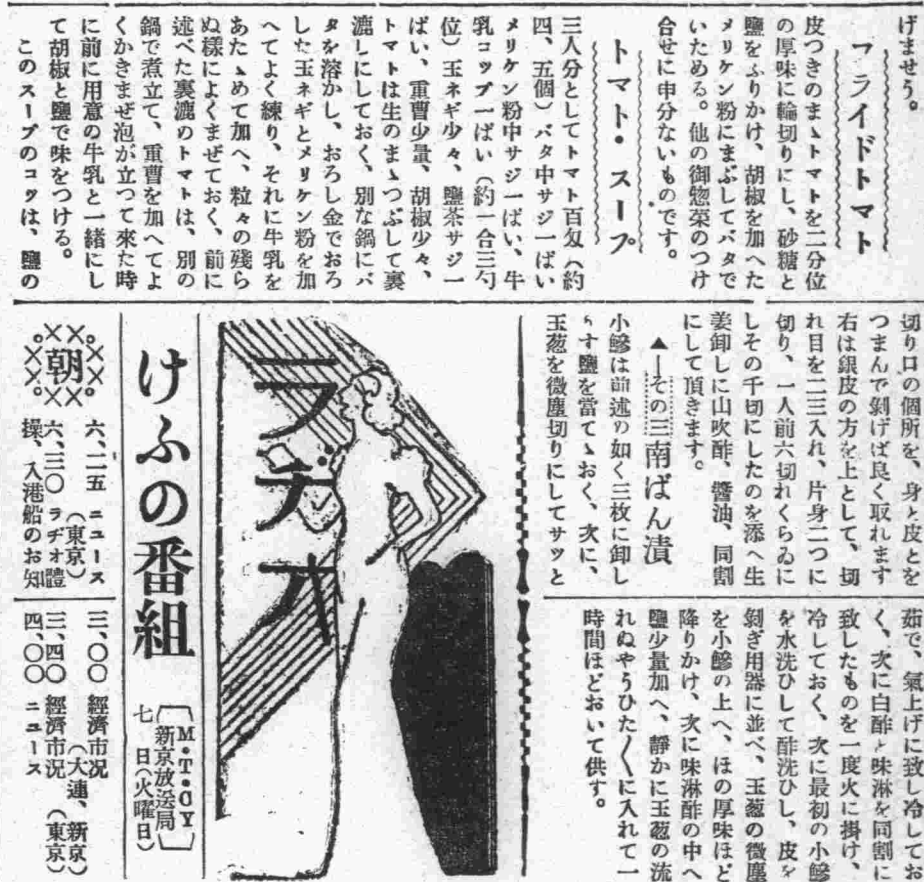 げませう。
フライドトマト
皮つきのまゝトマトを二分位
の厚味に輪切りにし、砂糖と
鹽をふりかけ、胡椒を加へた
メリケン粉にまぶしてバタで
いためる。他の御惣菜のつけ
合せに申分ないものです。
トマト・スープ
三人分としてトマト百匁（約
四、五個）バタ中サジ一ぱい
メリケン粉中サジ一ぱい、牛
乳コップ一ぱい（約一合三勺
位）玉ネギ少々、鹽茶サジ一
ぱい、重曹少量、胡椒少々、
トマトは生のまゝつぶして裏
漉しにしておく、別な鍋にバ
タを溶かし、おろし金でおろ
した玉ネギとメリケン粉を加
へてよく練り、それに牛乳を
あたゝめて加へ、粒々の残ら
ぬ樣によくまぜておく、前に
述べた裏漉のトマトは、別の
鍋で煮立て、重曹を加へてよ
くかきまぜ泡が立つて來た時
に前に用意の牛乳と一緒にし
て胡椒と鹽で味をつける。
このスープのコツは、鹽の
切り口の個所を、身と皮とを
つまんで剝げば良く取れます
右は銀皮の方を上として、切
れ目を二三入れ、片身二つに
切り、一人前六切れくらゐに
しその千切にしたのを添へ生
姜卸しに山吹酢、醬油、同割
にして頂きます。
▲―その三南ばん漬
小鰺は前述の如く三枚に卸し
うす鹽を當てゝおく、次に、
玉葱を微塵切りにしてサッと
茹で、氣上げに致し冷してお
く、次に白酢と味淋を同割に
致したものを一度火に掛け、
冷しておく、次に最初の小鰺
を水洗ひして酢洗ひし、皮を
剝ぎ用器に並べ、玉葱の微塵
を小鰺の上へ、ほの厚味ほど
降りかけ、次に味淋酢の中へ
鹽少量加へ、靜かに玉葱の流
れぬやうひた〱に入れて一
時間ほどおいて供す。
ラヂオ
けふの番組
M・T・C・Y
新京放送局
七日（火曜日）
朝
六、二五 ニュース（東京）
六、三〇 ラヂオ體
操、入港船のお知
三、〇〇 經濟市况（大連、新京）
三、四〇 經濟市况（東京）
四、〇〇 ニュース